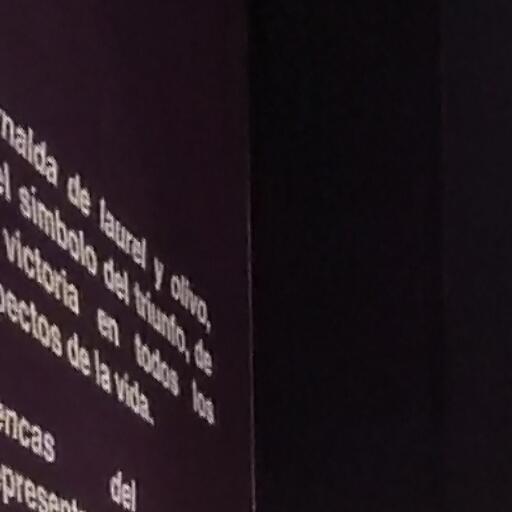 rnalda de laurel y olivo,
el símbolo del triunfo, de
victoria en todos los
pectos de la vida.
encas del
present